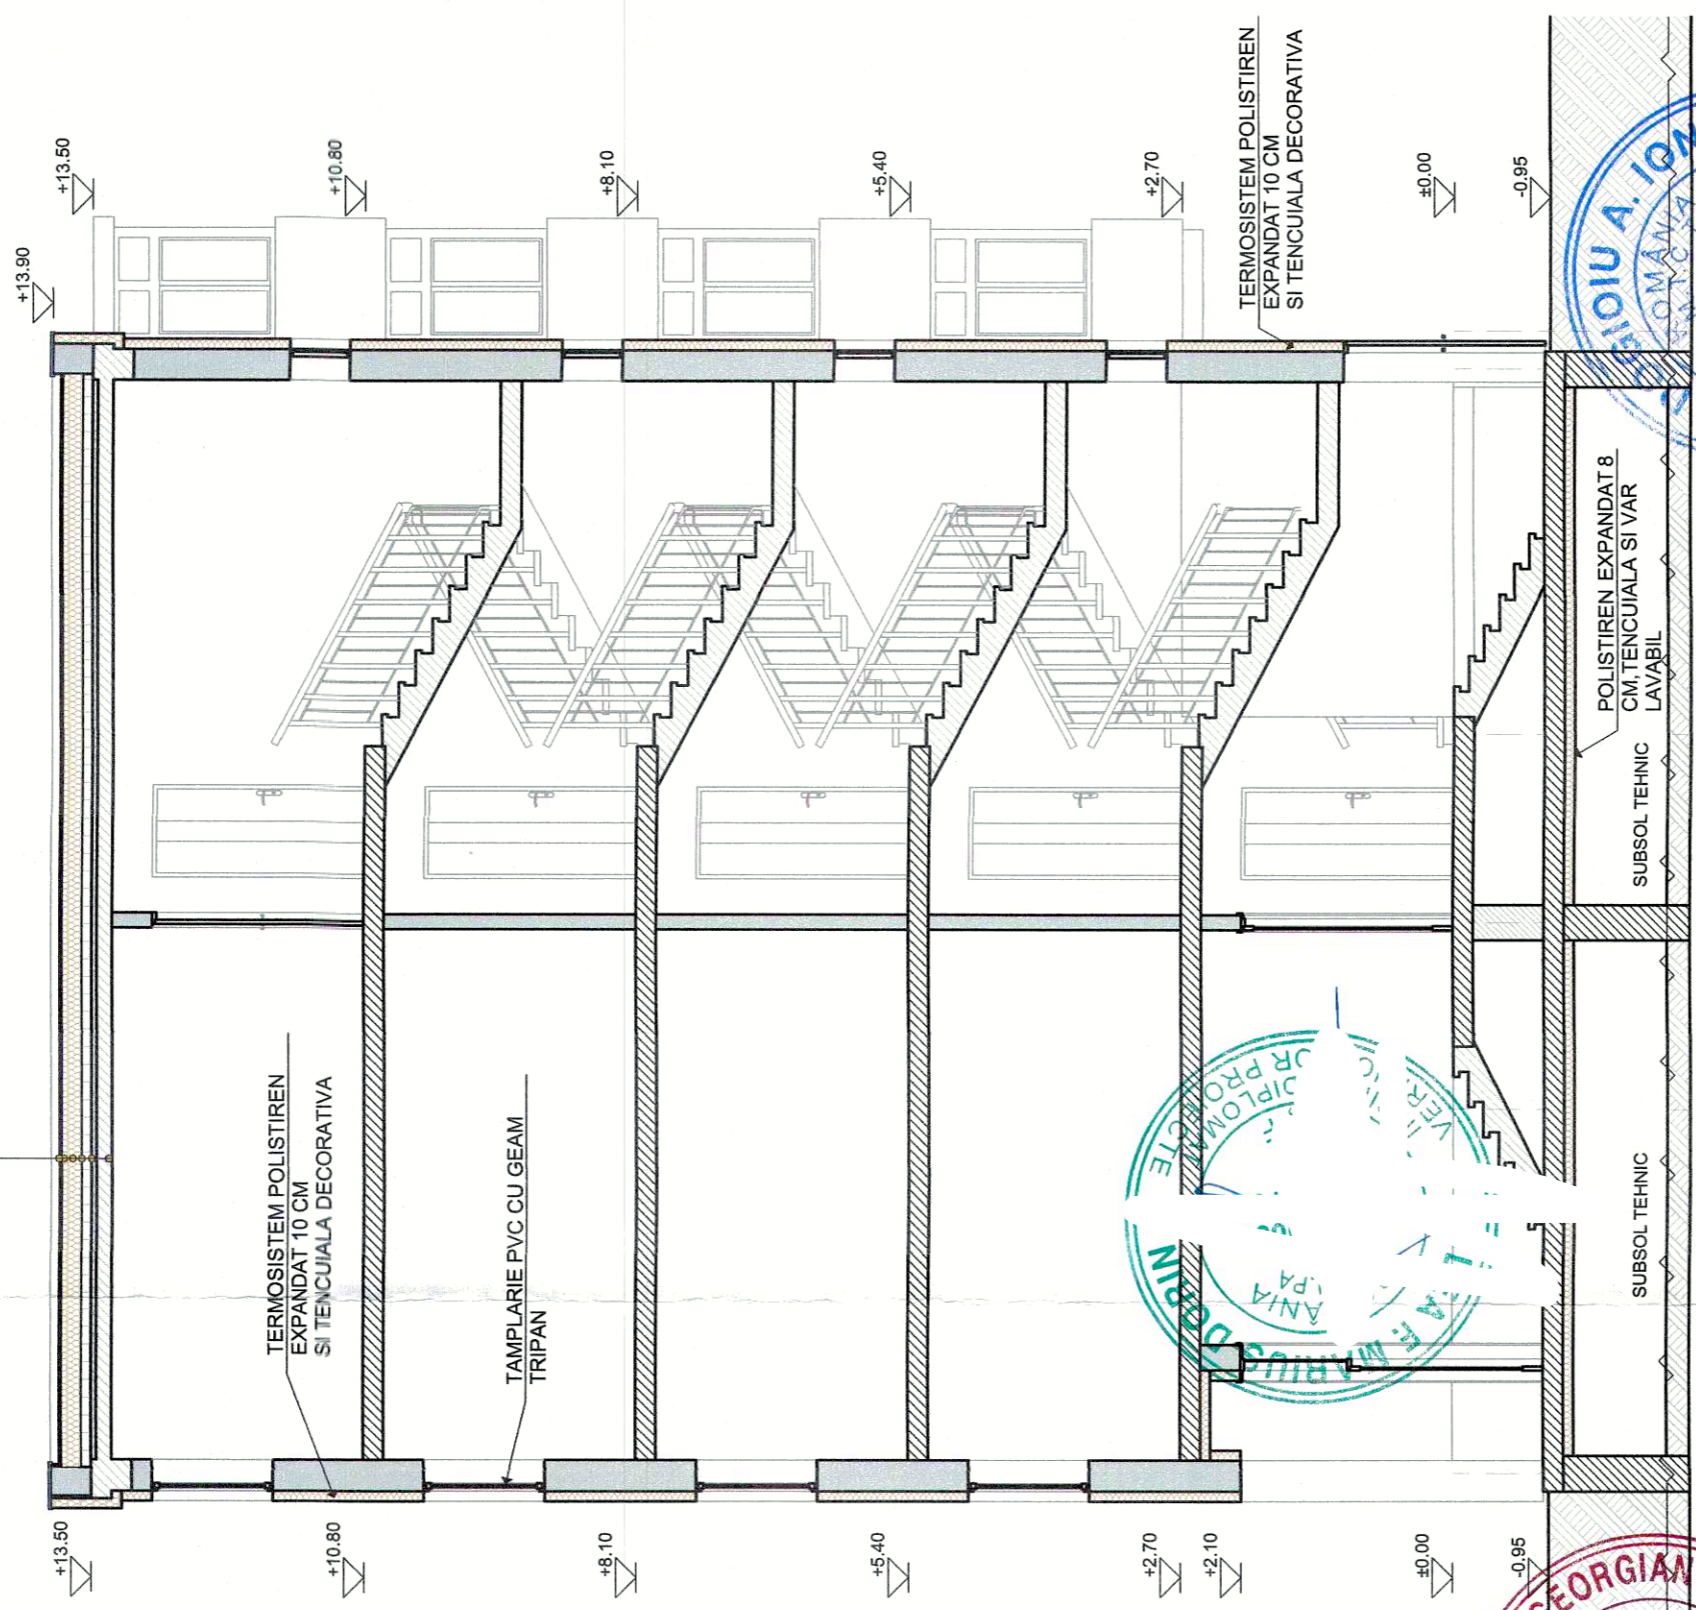 +13.90
+13.50
+10.80
+8.10
+5.40
+2.70
±0.00
-0.95
TERMOSISTEM POLISTIREN
EXPANDAT 10 CM
SI TENCUIALA DECORATIVA
POLISTIREN EXPANDAT 8
CM, TENCUIALA SI VAR
LAVABIL
SUBSOL TEHNIC
SUBSOL TEHNIC
TERMOSISTEM POLISTIREN
EXPANDAT 10 CM
SI TENCUIALA DECORATIVA
TAMPLARIE PVC CU GEAM
TRIPAN
+13.50
+10.80
+8.10
+5.40
+2.70
+2.10
±0.00
-0.95
MARIUS DORIN
A. ION